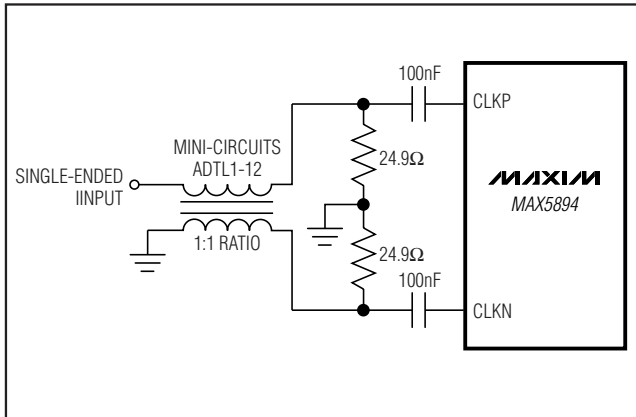 100nF
CLKP
MINI-CIRCUITS
ADTL1-12
24.9Ω
SINGLE-ENDED
IINPUT
MAXIM
MAX5894
1:1 RATIO
24.9Ω
100nF
CLKN